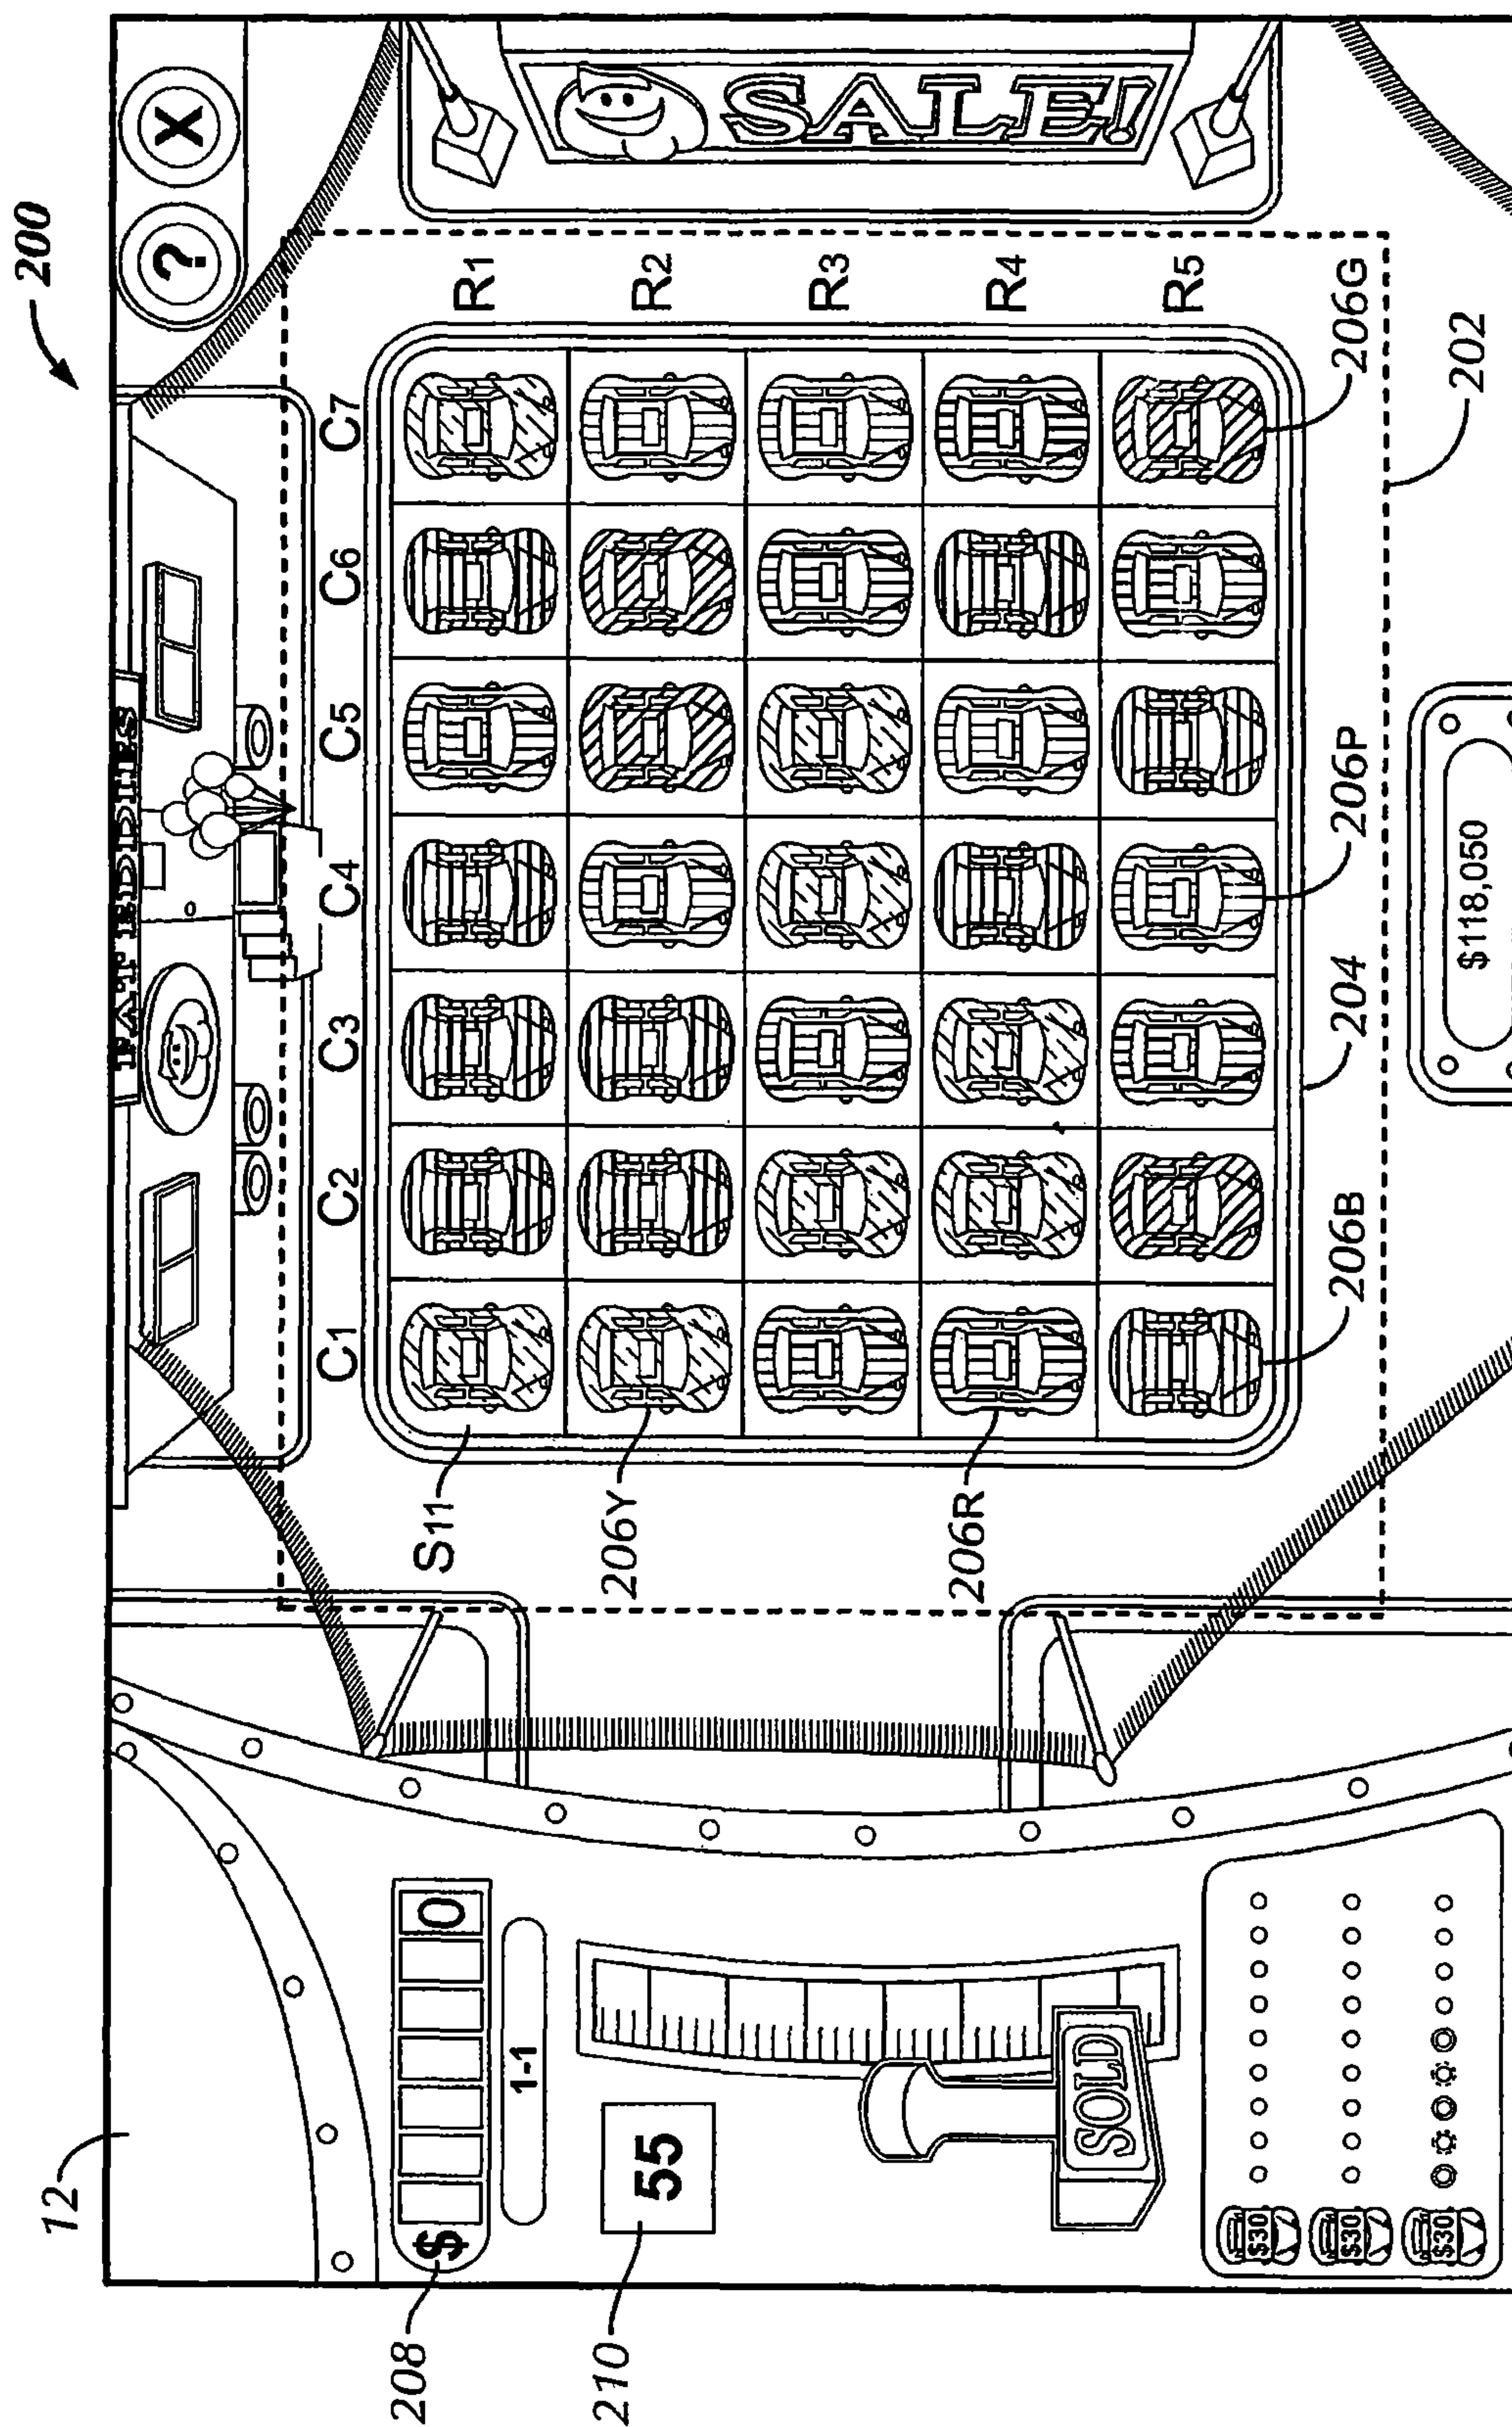 200
12
? X
FAT EDDIES
SALE!
C1 C2 C3 C4 C5 C6 C7
R1
R2
R3
R4
R5
S11
206Y
206R
206B
204
206P
206G
202
208
$ 0
1-1
210
55
SOLD
$30
$30
$30
$118,050